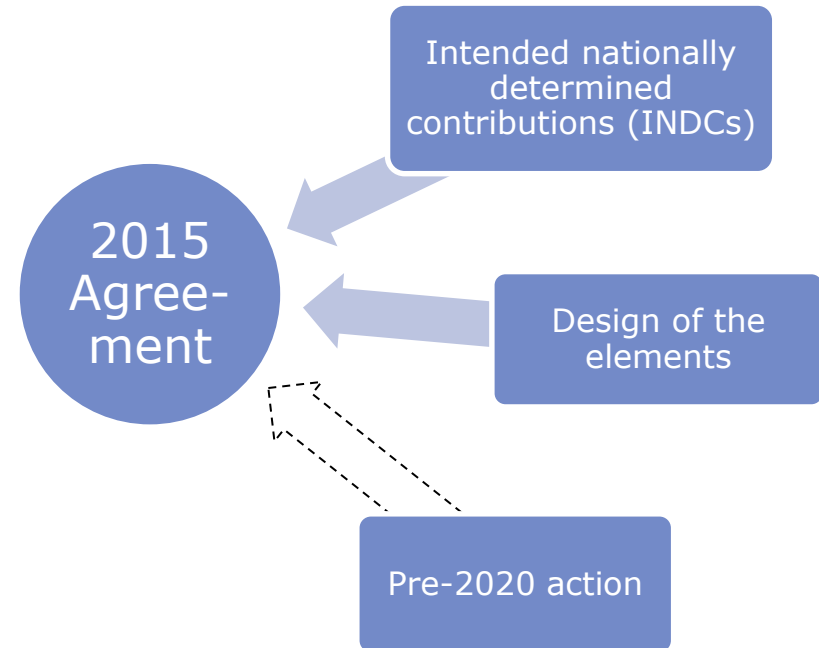 Intended nationally
determined
contributions (INDCs)
2015
Agree-
ment
Design of the
elements
Pre-2020 action